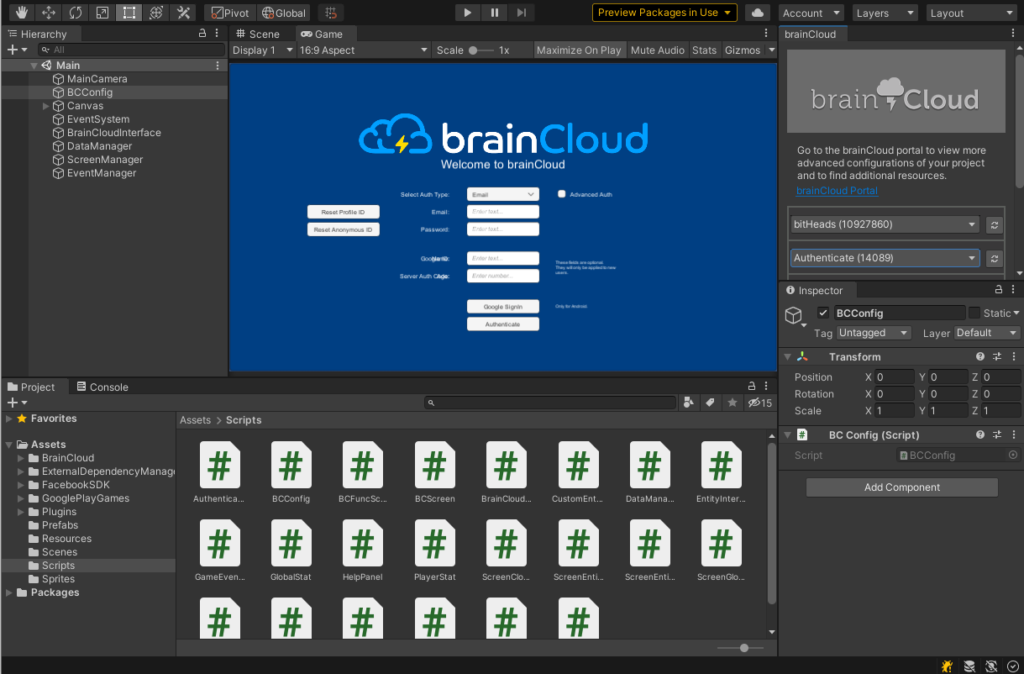 Pivot Global Preview Packages in Use Account Layers Layout
Hierarchy
All
Main
MainCamera
BCConfig
Canvas
EventSystem
BrainCloudInterface
DataManager
ScreenManager
EventManager
Scene Game
Display 1 16:9 Aspect Scale 1x Maximize On Play Mute Audio Stats Gizmos
brainCloud
Welcome to brainCloud
Select Auth Type: Email Advanced Auth
Reset Profile ID Email: Enter text...
Reset Anonymous ID Password: Enter text...
Enter text... These fields are optional.
They will only be applied to new
users.
Server Auth Enter number...
Google SignIn Only for Android
Authenticate
brainCloud
brainCloud
Go to the brainCloud portal to view more
advanced configurations of your project
and to find additional resources.
brainCloud Portal
bitHeads (10927860)
Authenticate (14089)
Inspector
BCConfig Static
Tag Untagged Layer Default
Transform
Position X 0 Y 0 Z 0
Rotation X 0 Y 0 Z 0
Scale X 1 Y 1 Z 1
# BC Config (Script)
Script # BCConfig
Add Component
Project Console
15
Favorites
Assets
BrainCloud
ExternalDependencyManage
FacebookSDK
GooglePlayGames
Plugins
Prefabs
Resources
Scenes
Scripts
Sprites
Packages
Assets > Scripts
# # # # # # # #
Authentica... BCConfig BCFuncSc... BCScreen BrainCloud... CustomEnt... DataMana... EntityInter...
# # # # # # # #
GameEven... GlobalStat HelpPanel PlayerStat ScreenClo... ScreenEnti... ScreenEnti... ScreenGlo...
# # # # # #